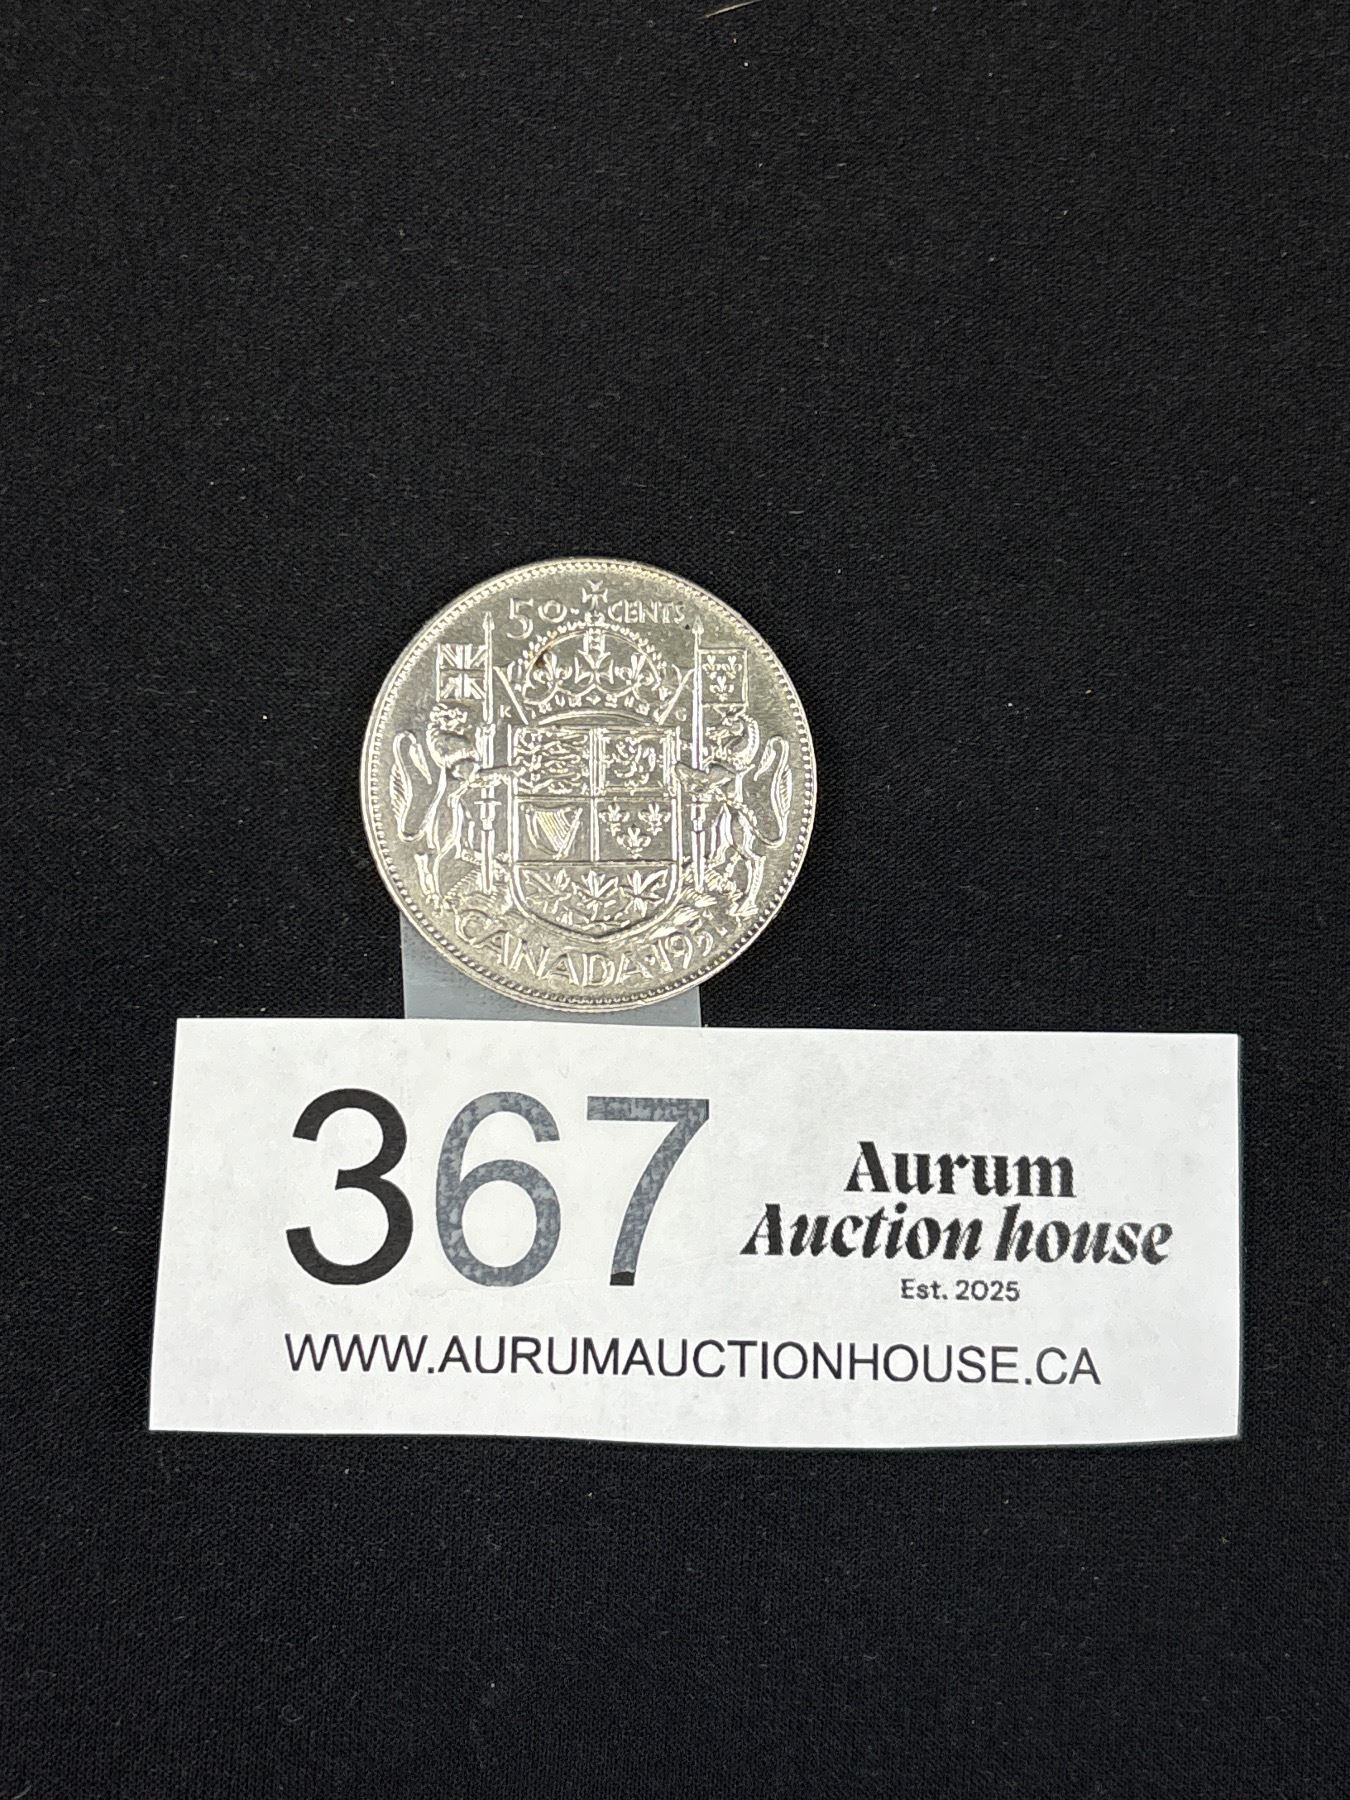 50 CENTS
K G
CANADA·1951
367
Aurum
Auction house
Est. 2025
WWW.AURUMAUCTIONHOUSE.CA